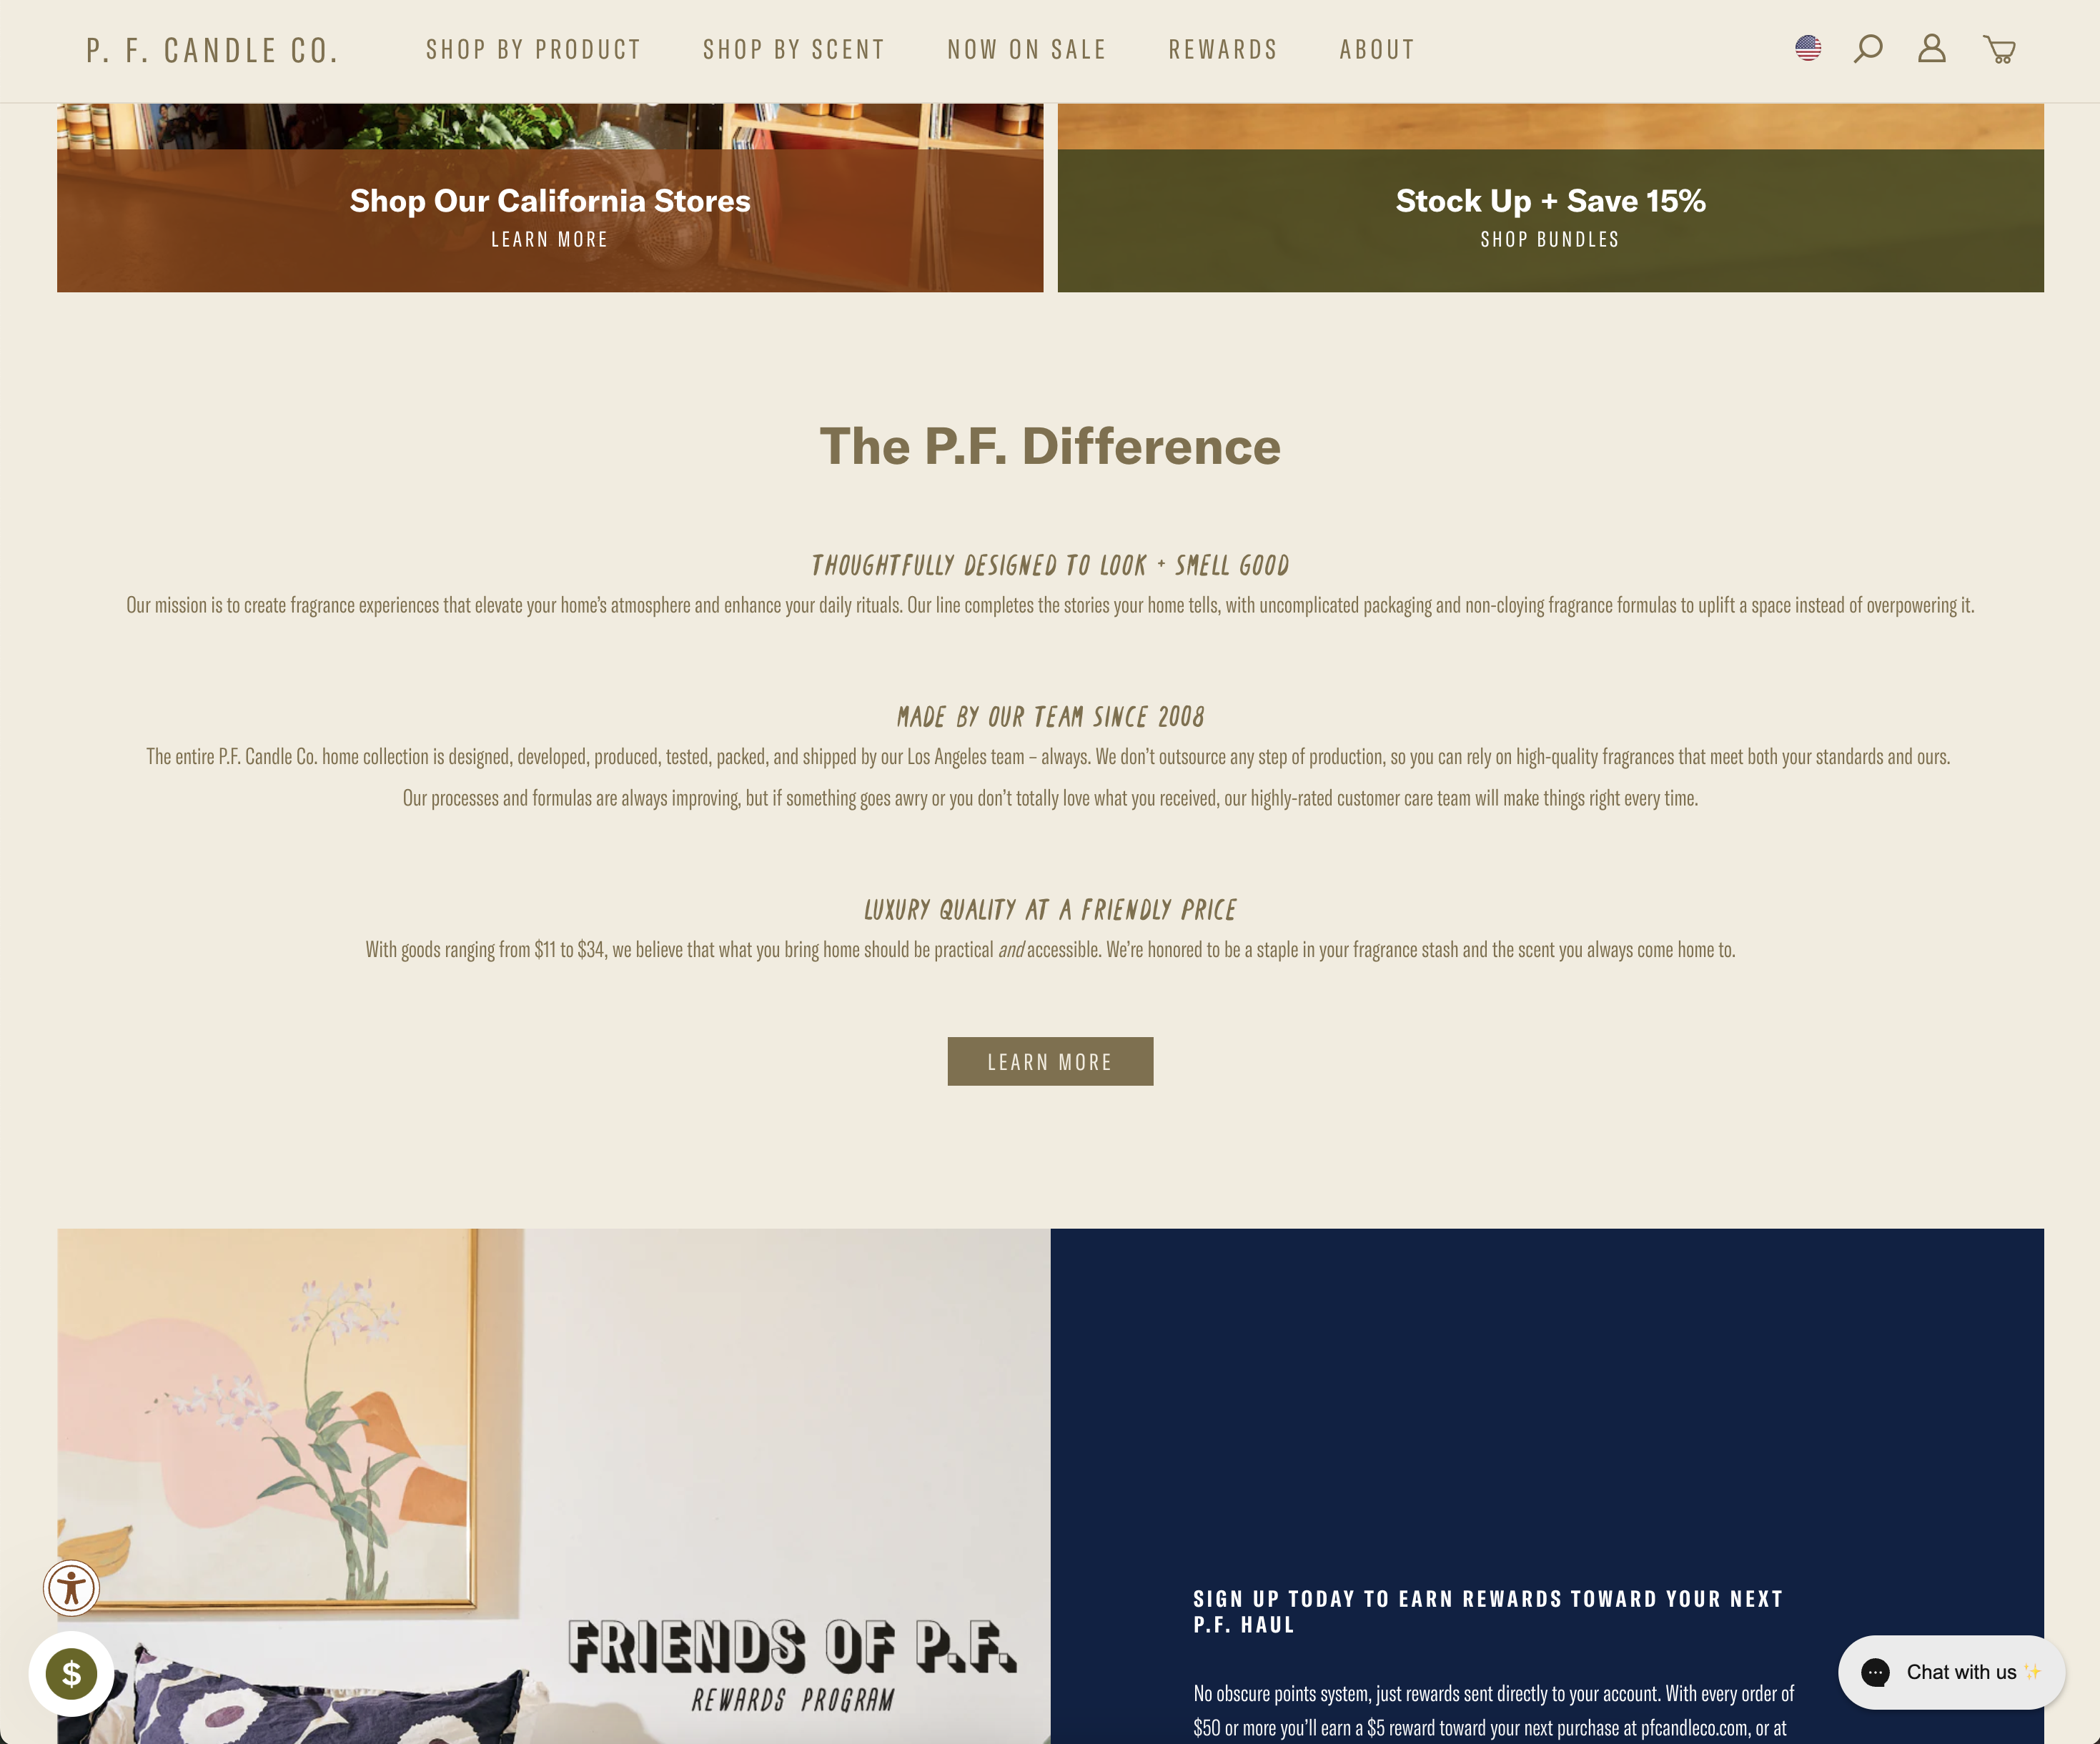 P. F. CANDLE CO.
SHOP BY PRODUCT
SHOP BY SCENT
NOW ON SALE
REWARDS
ABOUT
Shop Our California Stores
LEARN MORE
Stock Up + Save 15%
SHOP BUNDLES
The P.F. Difference
THOUGHTFULLY DESIGNED TO LOOK + SMELL GOOD
Our mission is to create fragrance experiences that elevate your home’s atmosphere and enhance your daily rituals. Our line completes the stories your home tells, with uncomplicated packaging and non-cloying fragrance formulas to uplift a space instead of overpowering it.
MADE BY OUR TEAM SINCE 2008
The entire P.F. Candle Co. home collection is designed, developed, produced, tested, packed, and shipped by our Los Angeles team – always. We don’t outsource any step of production, so you can rely on high-quality fragrances that meet both your standards and ours.
Our processes and formulas are always improving, but if something goes awry or you don’t totally love what you received, our highly-rated customer care team will make things right every time.
LUXURY QUALITY AT A FRIENDLY PRICE
With goods ranging from $11 to $34, we believe that what you bring home should be practical and accessible. We’re honored to be a staple in your fragrance stash and the scent you always come home to.
LEARN MORE
FRIENDS OF P.F.
REWARDS PROGRAM
SIGN UP TODAY TO EARN REWARDS TOWARD YOUR NEXT
P.F. HAUL
No obscure points system, just rewards sent directly to your account. With every order of
$50 or more you’ll earn a $5 reward toward your next purchase at pfcandleco.com, or at
$
Chat with us ✨